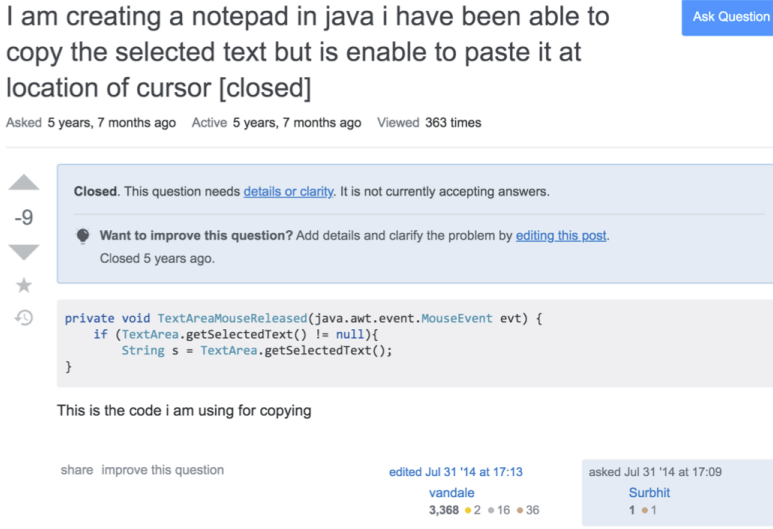 I am creating a notepad in java i have been able to
copy the selected text but is enable to paste it at
location of cursor [closed]
Ask Question
Asked 5 years, 7 months ago Active 5 years, 7 months ago Viewed 363 times
-9
Closed. This question needs details or clarity. It is not currently accepting answers.
Want to improve this question? Add details and clarify the problem by editing this post.
Closed 5 years ago.
private void TextAreaMouseReleased(java.awt.event.MouseEvent evt) {
    if (TextArea.getSelectedText() != null){
        String s = TextArea.getSelectedText();
}
This is the code i am using for copying
share improve this question
edited Jul 31 '14 at 17:13
vandale
3,368 ●2 ●16 ●36
asked Jul 31 '14 at 17:09
Surbhit
1 ●1